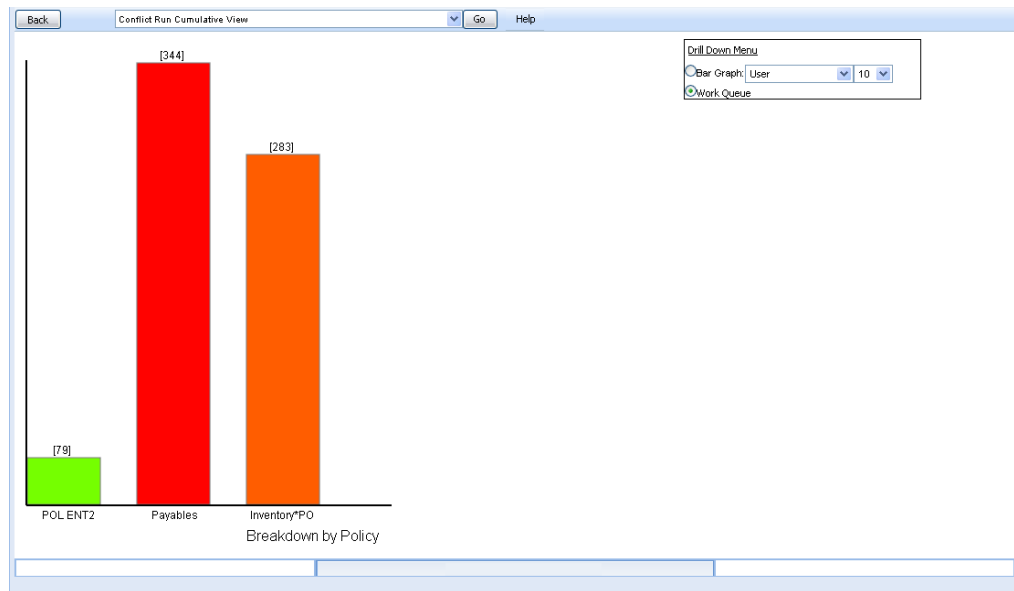 Back Conflict Run Cumulative View Go Help
Drill Down Menu
Bar Graph: User 10
Work Queue
[344]
[283]
[79]
POL ENT2 Payables Inventory*PO
Breakdown by Policy